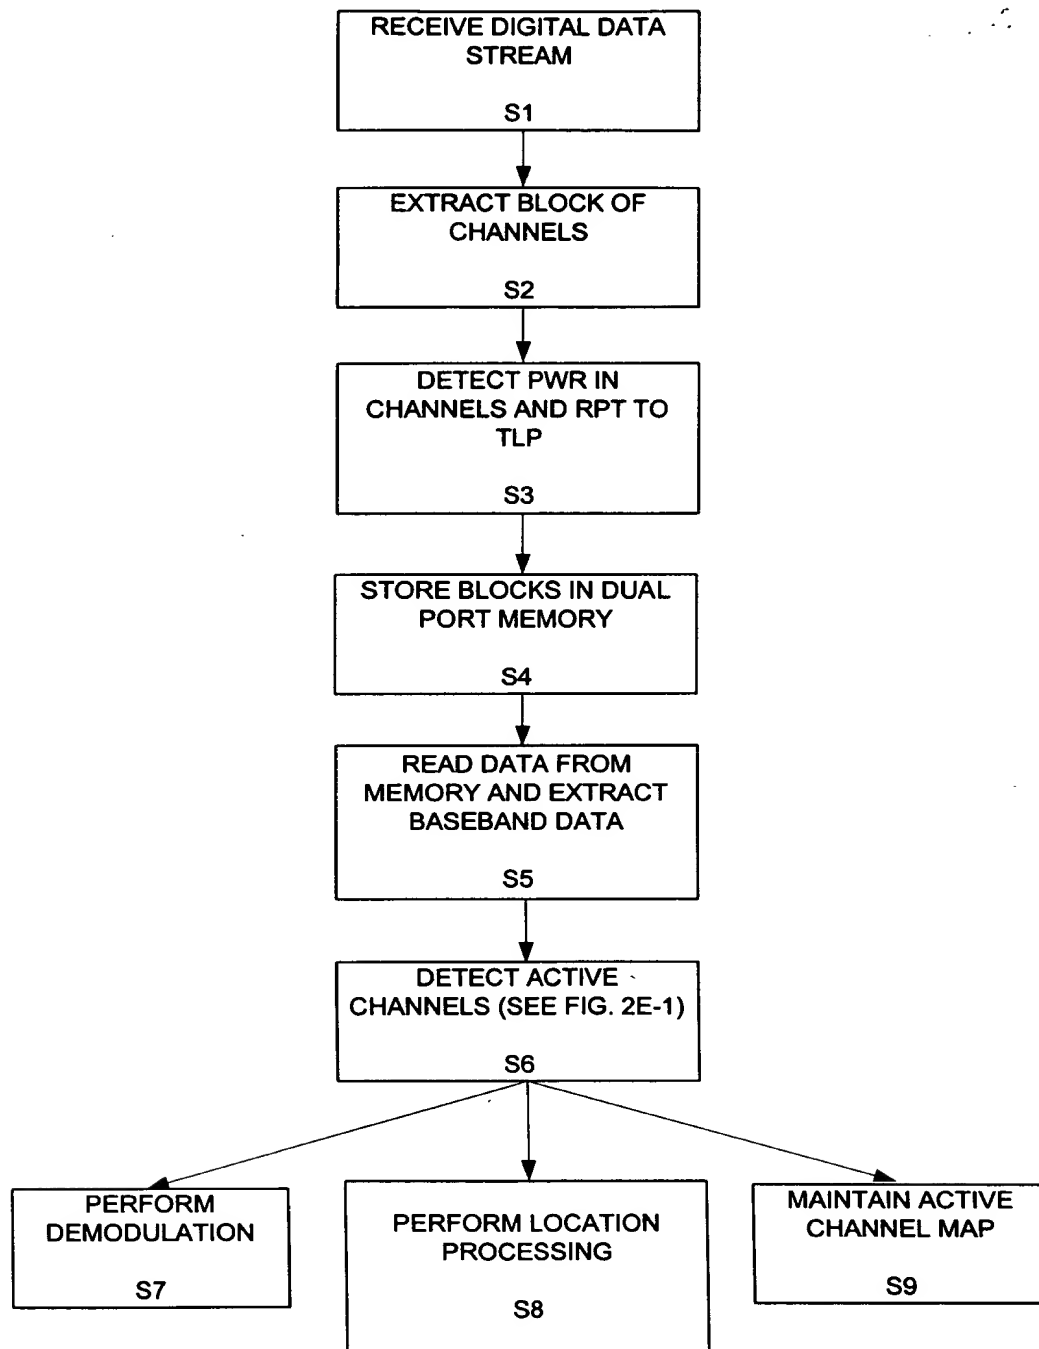 RECEIVE DIGITAL DATA
STREAM
S1
EXTRACT BLOCK OF
CHANNELS
S2
DETECT PWR IN
CHANNELS AND RPT TO
TLP
S3
STORE BLOCKS IN DUAL
PORT MEMORY
S4
READ DATA FROM
MEMORY AND EXTRACT
BASEBAND DATA
S5
DETECT ACTIVE
CHANNELS (SEE FIG. 2E-1)
S6
PERFORM
DEMODULATION
S7
PERFORM LOCATION
PROCESSING
S8
MAINTAIN ACTIVE
CHANNEL MAP
S9